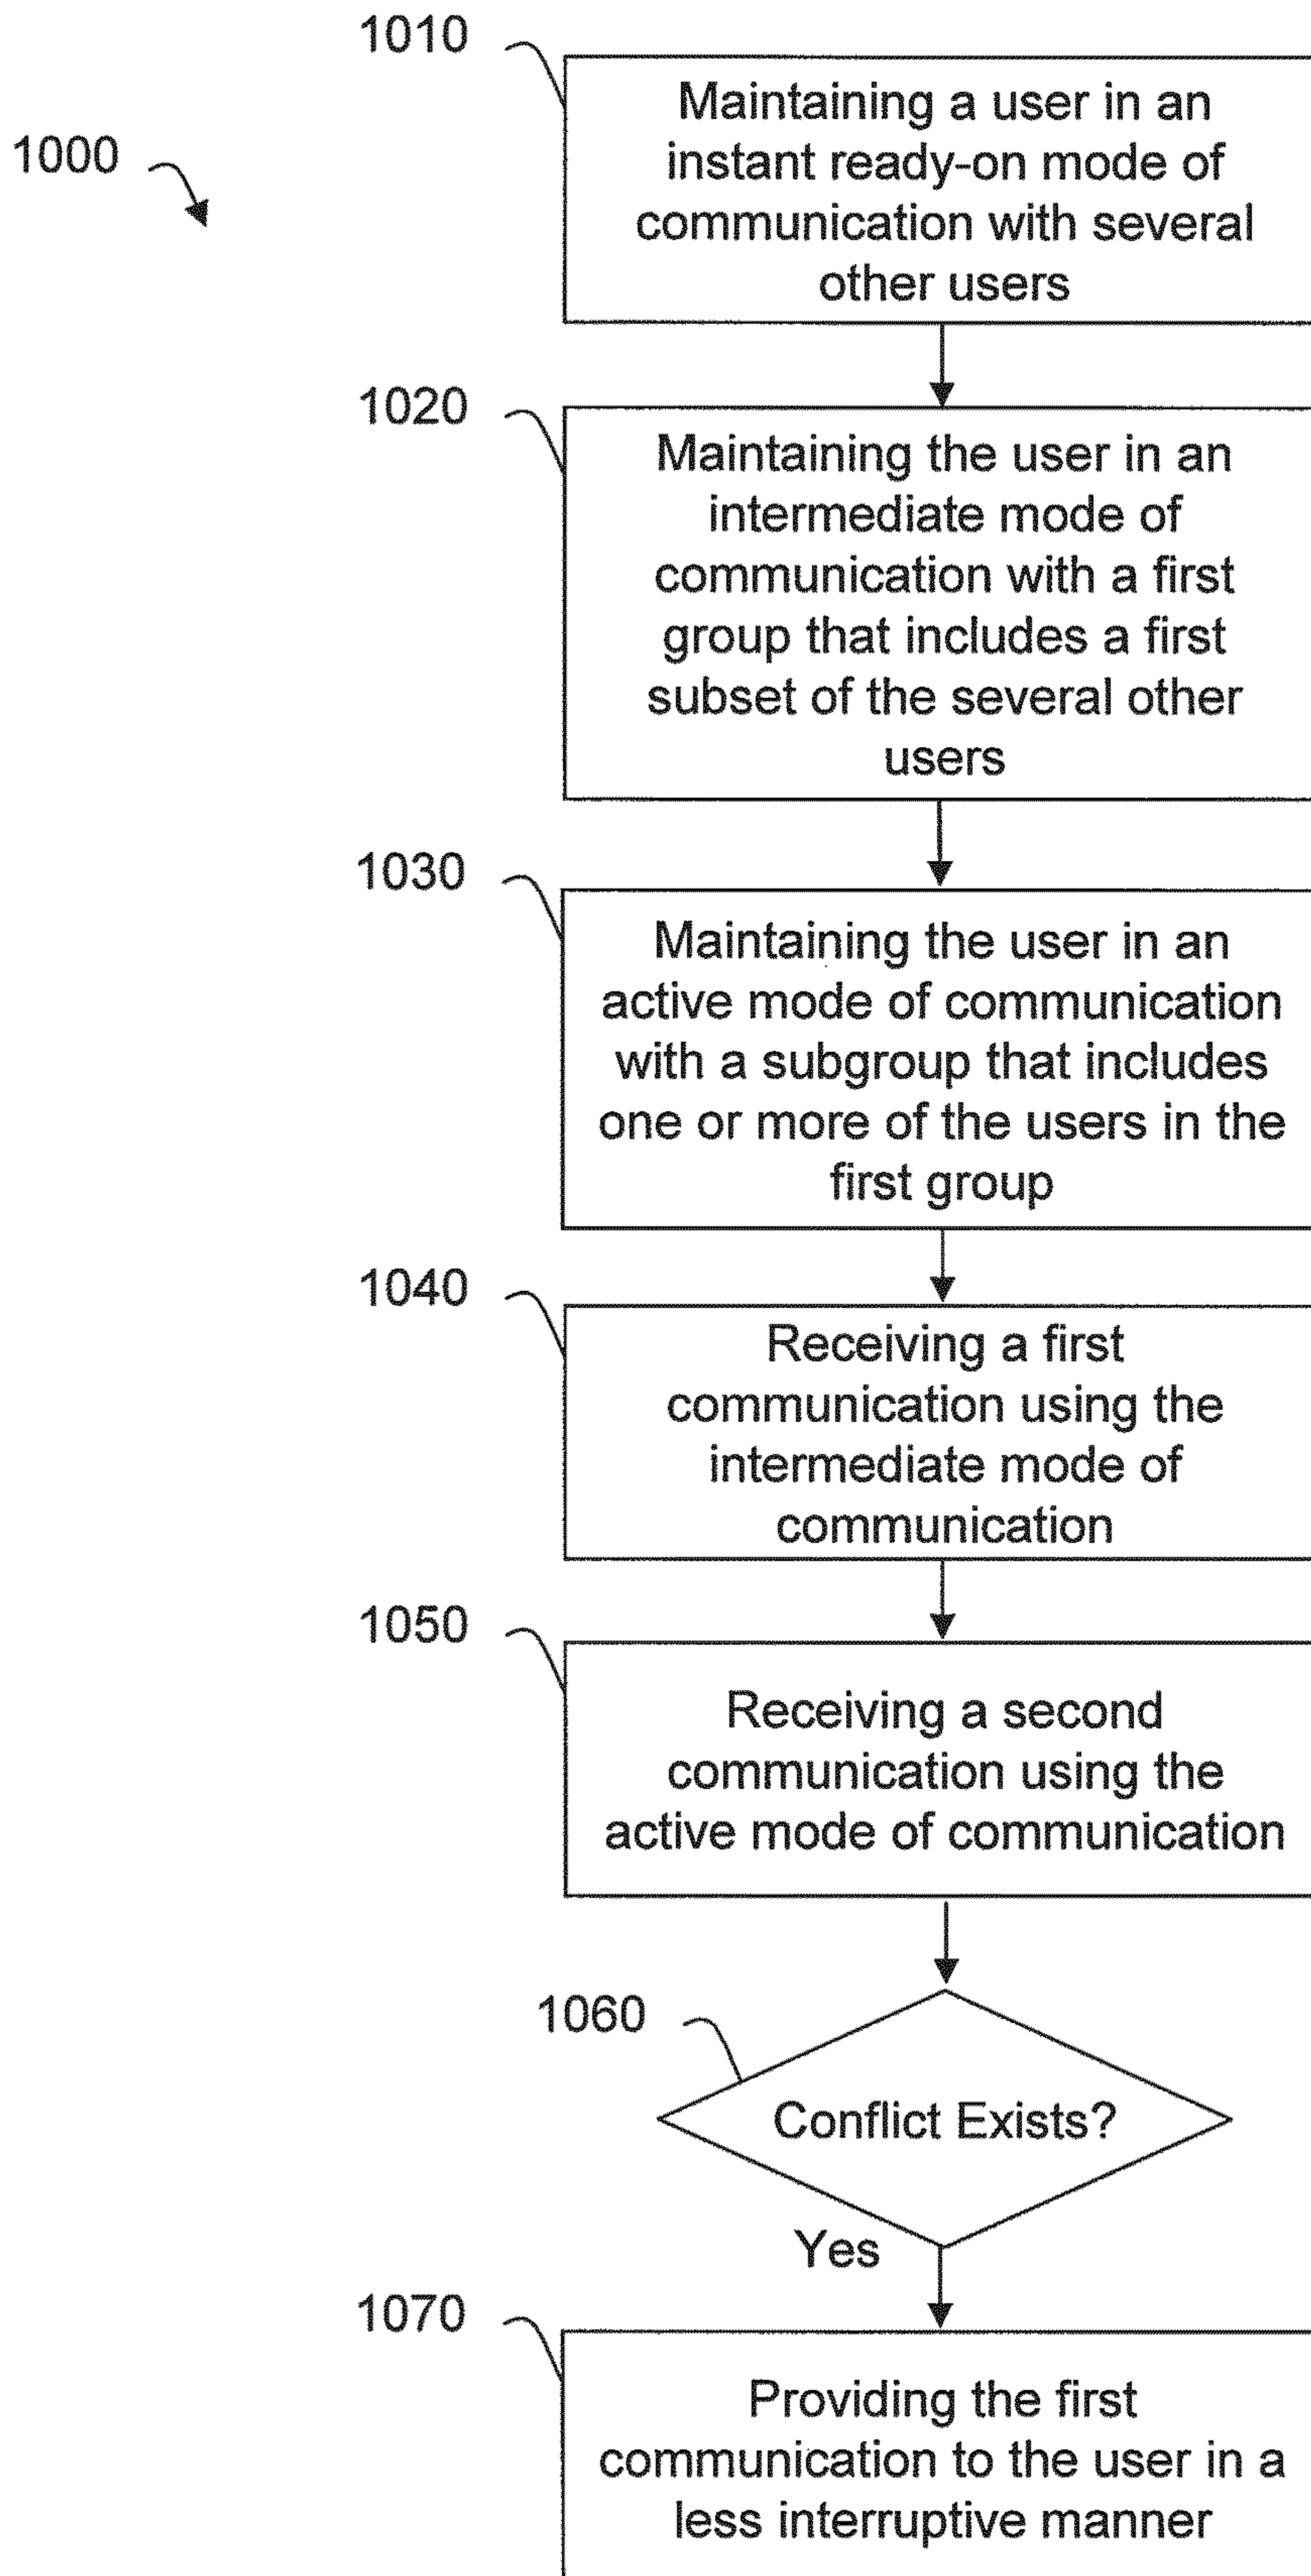 1010
Maintaining a user in an
instant ready-on mode of
communication with several
other users
1000
1020
Maintaining the user in an
intermediate mode of
communication with a first
group that includes a first
subset of the several other
users
1030
Maintaining the user in an
active mode of communication
with a subgroup that includes
one or more of the users in the
first group
1040
Receiving a first
communication using the
intermediate mode of
communication
1050
Receiving a second
communication using the
active mode of communication
1060
Conflict Exists?
Yes
1070
Providing the first
communication to the user in a
less interruptive manner